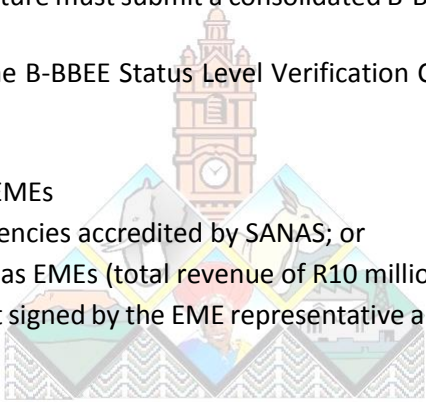 ture must submit a consolidated B-B
ne B-BBEE Status Level Verification C
EMEs
encies accredited by SANAS; or
as EMEs (total revenue of R10 millio
t signed by the EME representative a